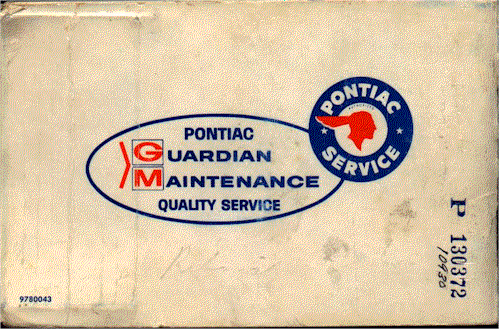 PONTIAC
GUARDIAN
MAINTENANCE
QUALITY SERVICE
PONTIAC
SERVICE
P 130372
10930
9780043